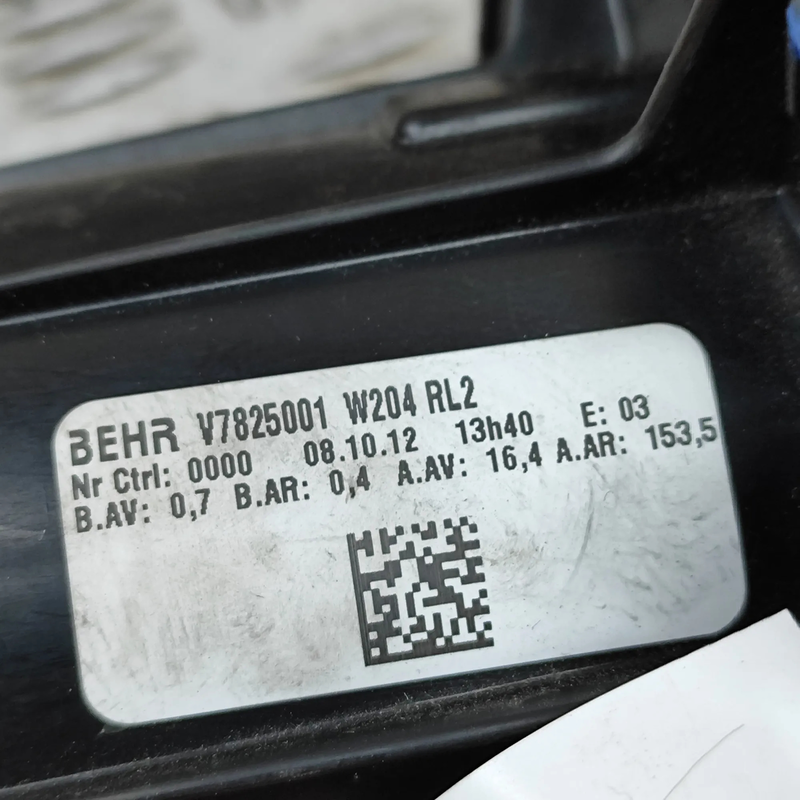 BEHR V7825001 W204 RL2
Nr Ctrl: 0000 08.10.12 13h40 E: 03
B.AV: 0,7 B.AR: 0,4 A.AV: 16,4 A.AR: 153,5